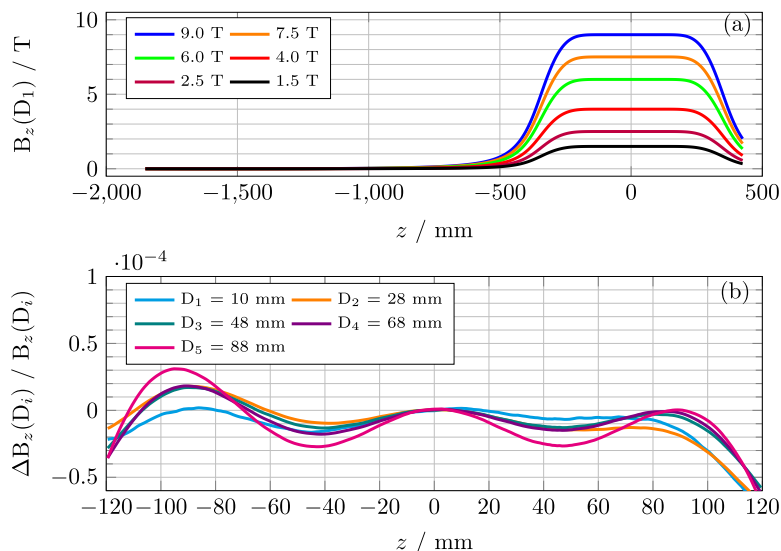 (a)
10
5
0
B_z(D_1) / T
9.0 T 7.5 T
6.0 T 4.0 T
2.5 T 1.5 T
−2,000 −1,500 −1,000 −500 0 500
z / mm
·10^−4
(b)
1
0.5
0
−0.5
ΔB_z(D_i) / B_z(D_i)
D_1 = 10 mm D_2 = 28 mm
D_3 = 48 mm D_4 = 68 mm
D_5 = 88 mm
−120 −100 −80 −60 −40 −20 0 20 40 60 80 100 120
z / mm